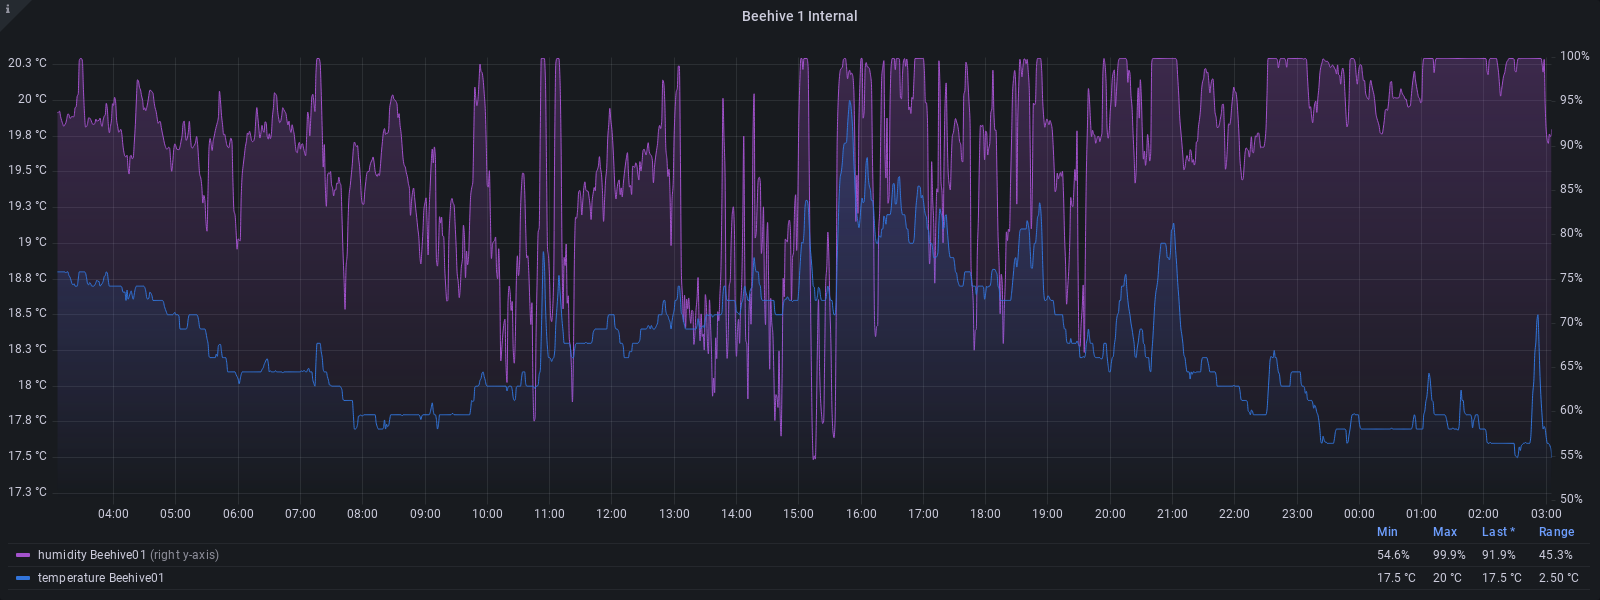 i
Beehive 1 Internal
20.3 °C
20 °C
19.8 °C
19.5 °C
19.3 °C
19 °C
18.8 °C
18.5 °C
18.3 °C
18 °C
17.8 °C
17.5 °C
17.3 °C
100%
95%
90%
85%
80%
75%
70%
65%
60%
55%
50%
04:00 05:00 06:00 07:00 08:00 09:00 10:00 11:00 12:00 13:00 14:00 15:00 16:00 17:00 18:00 19:00 20:00 21:00 22:00 23:00 00:00 01:00 02:00 03:00
Min Max Last * Range
humidity Beehive01 (right y-axis) 54.6% 99.9% 91.9% 45.3%
temperature Beehive01 17.5 °C 20 °C 17.5 °C 2.50 °C